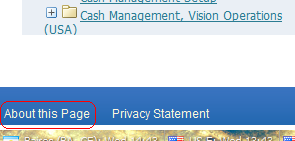 Cash Management Setup
Cash Management, Vision Operations
(USA)
About this Page Privacy Statement